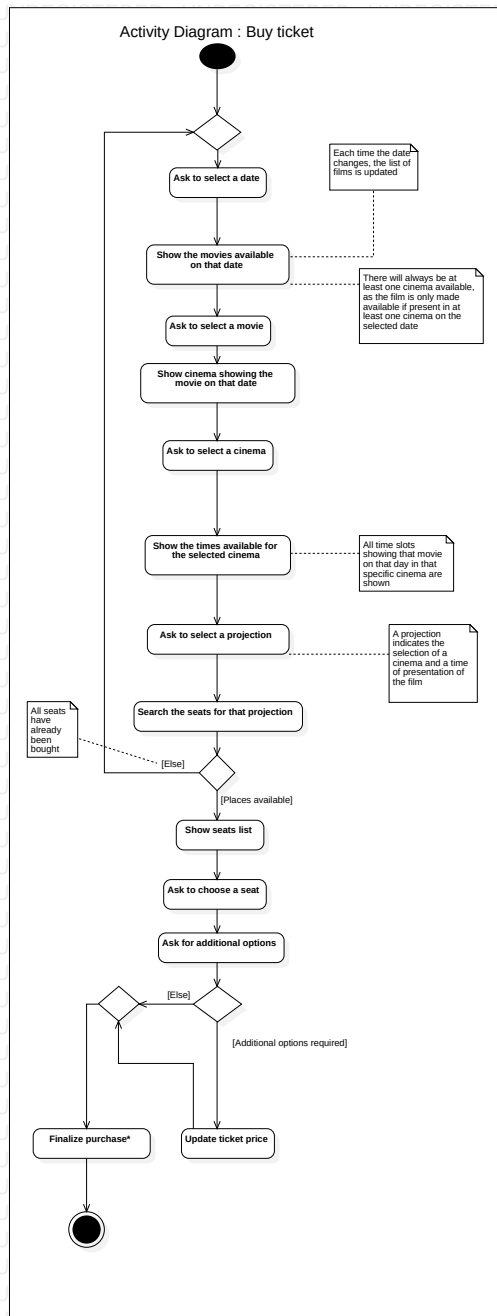 Activity Diagram : Buy ticket
Each time the date
changes, the list of
films is updated
Ask to select a date
Show the movies available
on that date
There will always be at
least one cinema available,
as the film is only made
available if present in at
least one cinema on the
selected date
Ask to select a movie
Show cinema showing the
movie on that date
Ask to select a cinema
Show the times available for
the selected cinema
All time slots
showing that movie
on that day in that
specific cinema are
shown
Ask to select a projection
A projection
indicates the
selection of a
cinema and a time
of presentation of
the film
Search the seats for that projection
All seats
have
already
been
bought
[Else]
[Places available]
Show seats list
Ask to choose a seat
Ask for additional options
[Else]
[Additional options required]
Finalize purchase*
Update ticket price